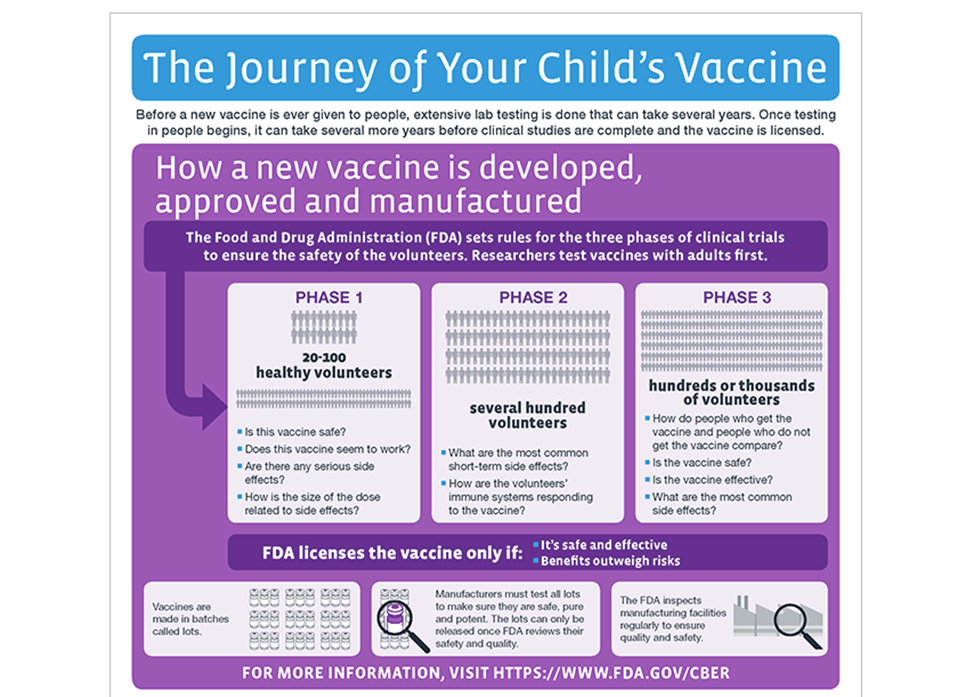 The Journey of Your Child's Vaccine
Before a new vaccine is ever given to people, extensive lab testing is done that can take several years. Once testing
in people begins, it can take several more years before clinical studies are complete and the vaccine is licensed.
How a new vaccine is developed,
approved and manufactured
The Food and Drug Administration (FDA) sets rules for the three phases of clinical trials
to ensure the safety of the volunteers. Researchers test vaccines with adults first.
PHASE 1
20-100
healthy volunteers
Is this vaccine safe?
Does this vaccine seem to work?
Are there any serious side
effects?
How is the size of the dose
related to side effects?
PHASE 2
several hundred
volunteers
What are the most common
short-term side effects?
How are the volunteers'
immune systems responding
to the vaccine?
PHASE 3
hundreds or thousands
of volunteers
How do people who get the
vaccine and people who do not
get the vaccine compare?
Is the vaccine safe?
Is the vaccine effective?
What are the most common
side effects?
FDA licenses the vaccine only if:
It's safe and effective
Benefits outweigh risks
Vaccines are
made in batches
called lots.
Manufacturers must test all lots
to make sure they are safe, pure
and potent. The lots can only be
released once FDA reviews their
safety and quality.
The FDA inspects
manufacturing facilities
regularly to ensure
quality and safety.
FOR MORE INFORMATION, VISIT HTTPS://WWW.FDA.GOV/CBER